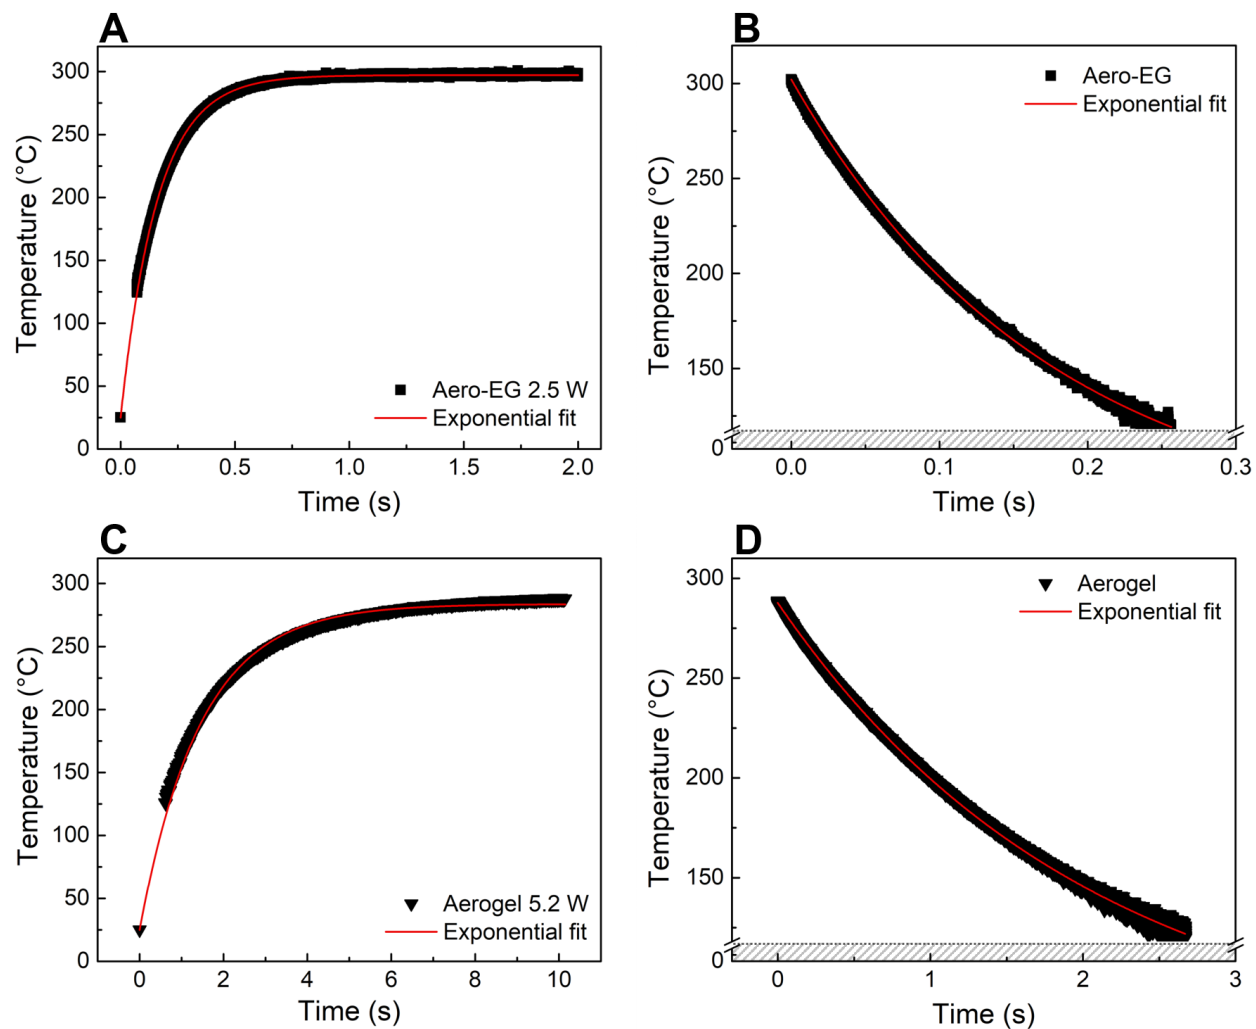 A
Temperature (°C)
300
250
200
150
100
50
0
Aero-EG 2.5 W
Exponential fit
0.0 0.5 1.0 1.5 2.0
Time (s)
B
Temperature (°C)
300
250
200
150
0
Aero-EG
Exponential fit
0.0 0.1 0.2 0.3
Time (s)
C
Temperature (°C)
300
250
200
150
100
50
0
Aerogel 5.2 W
Exponential fit
0 2 4 6 8 10
Time (s)
D
Temperature (°C)
300
250
200
150
0
Aerogel
Exponential fit
0 1 2 3
Time (s)